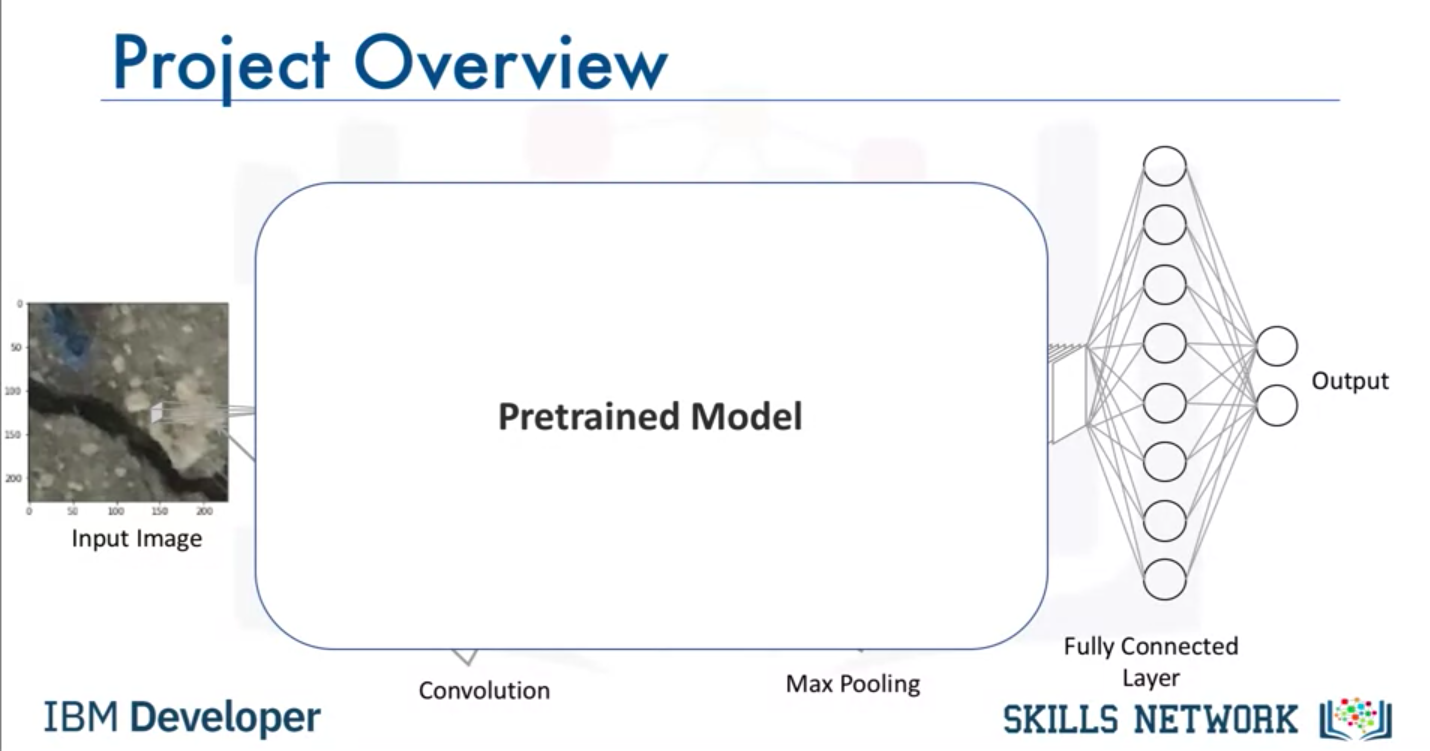 Project Overview
Pretrained Model
0
50
100
150
200
0 50 100 150 200
Input Image
Output
Convolution
Max Pooling
Fully Connected
Layer
IBM Developer
SKILLS NETWORK